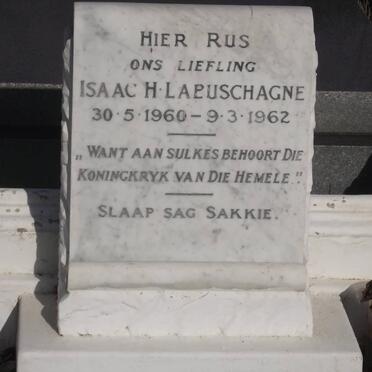 HIER RUS
ONS LIEFLING
ISAAC H. LABUSCHAGNE
30·5·1960 – 9·3·1962
„WANT AAN SULKES BEHOORT DIE
KONINGKRYK VAN DIE HEMELE."
SLAAP SAG SAKKIE.